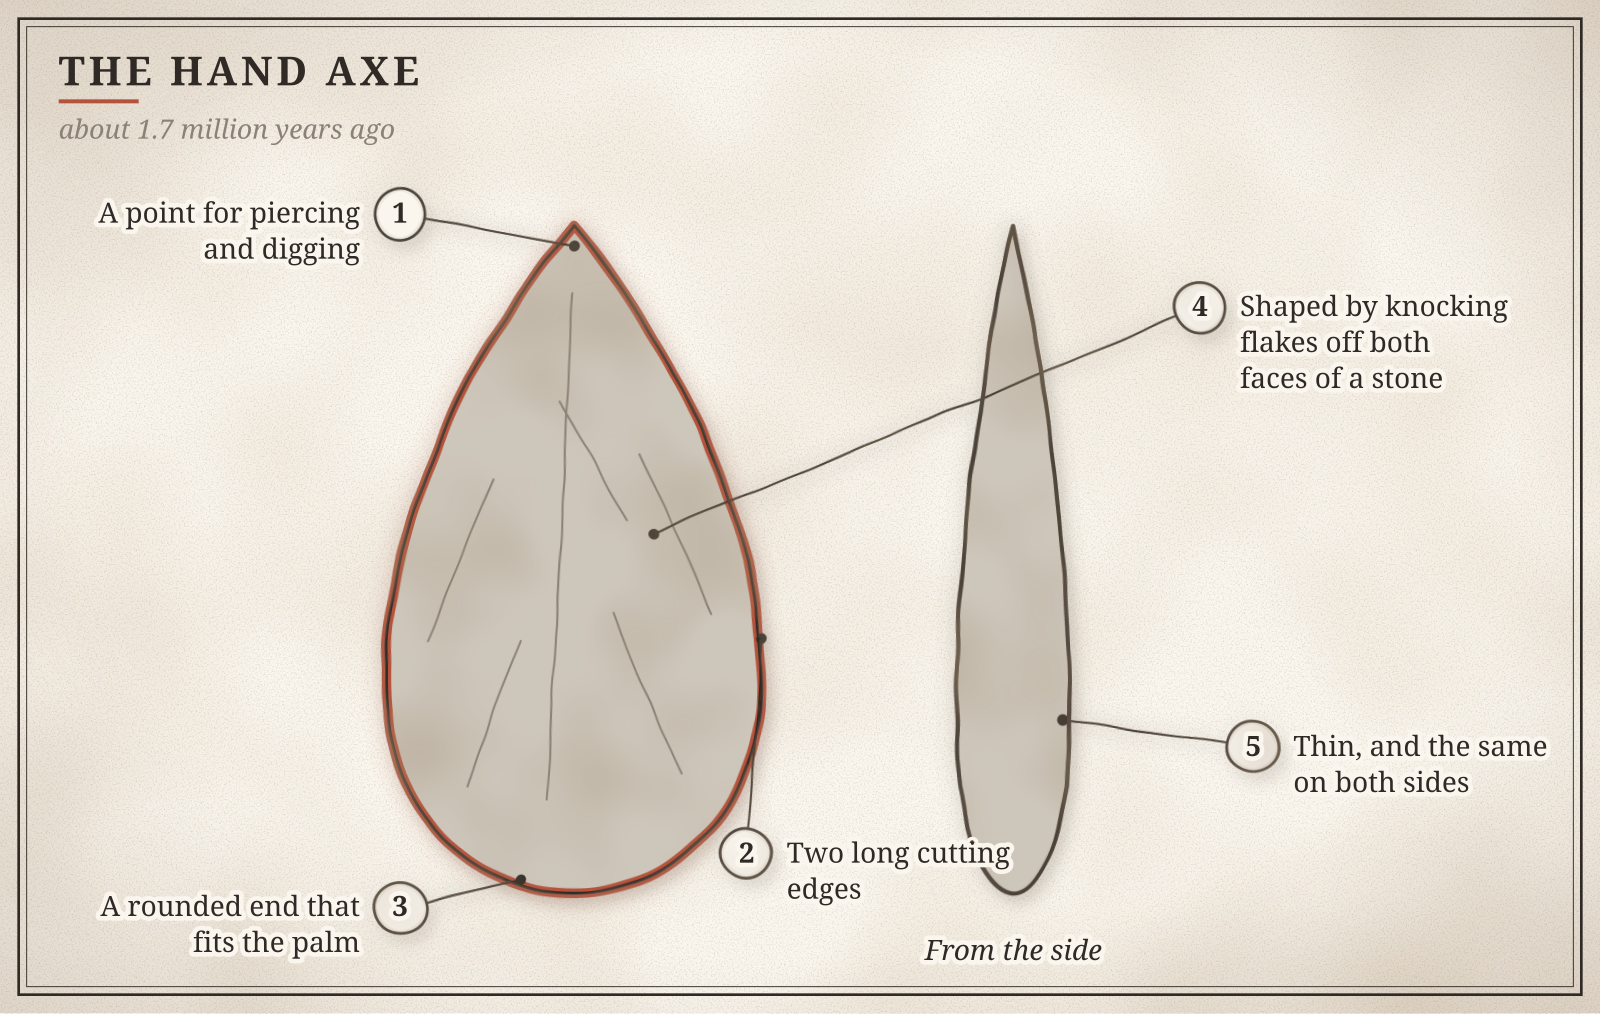 THE HAND AXE
about 1.7 million years ago
1
A point for piercing
and digging
4
Shaped by knocking
flakes off both
faces of a stone
5
Thin, and the same
on both sides
2
Two long cutting
edges
3
A rounded end that
fits the palm
From the side